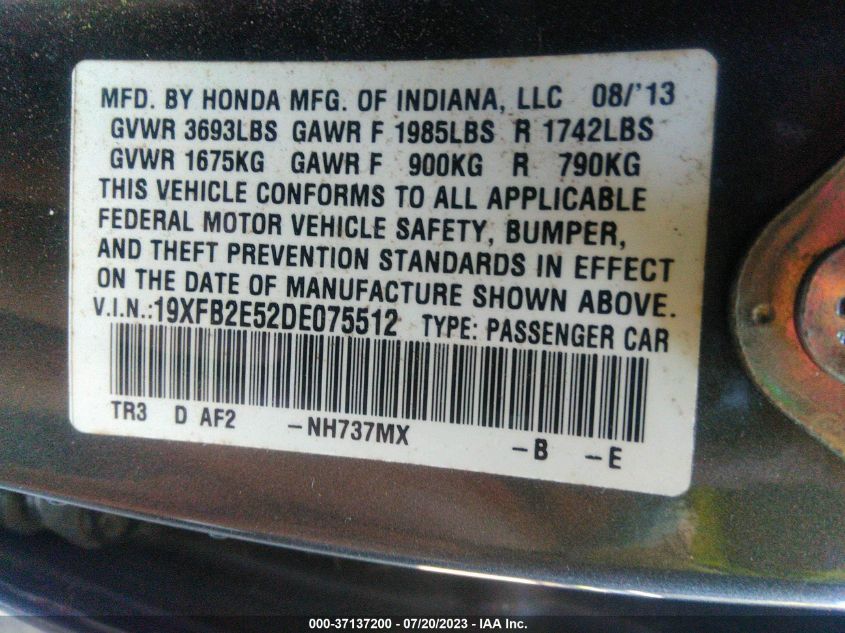 MFD. BY HONDA MFG. OF INDIANA, LLC 08/'13
GVWR 3693LBS GAWR F 1985LBS R 1742LBS
GVWR 1675KG GAWR F 900KG R 790KG
THIS VEHICLE CONFORMS TO ALL APPLICABLE
FEDERAL MOTOR VEHICLE SAFETY, BUMPER,
AND THEFT PREVENTION STANDARDS IN EFFECT
ON THE DATE OF MANUFACTURE SHOWN ABOVE.
V.I.N.:19XFB2E52DE075512 TYPE: PASSENGER CAR
TR3 D AF2 -NH737MX -B -E
000-37137200 - 07/20/2023 - IAA Inc.